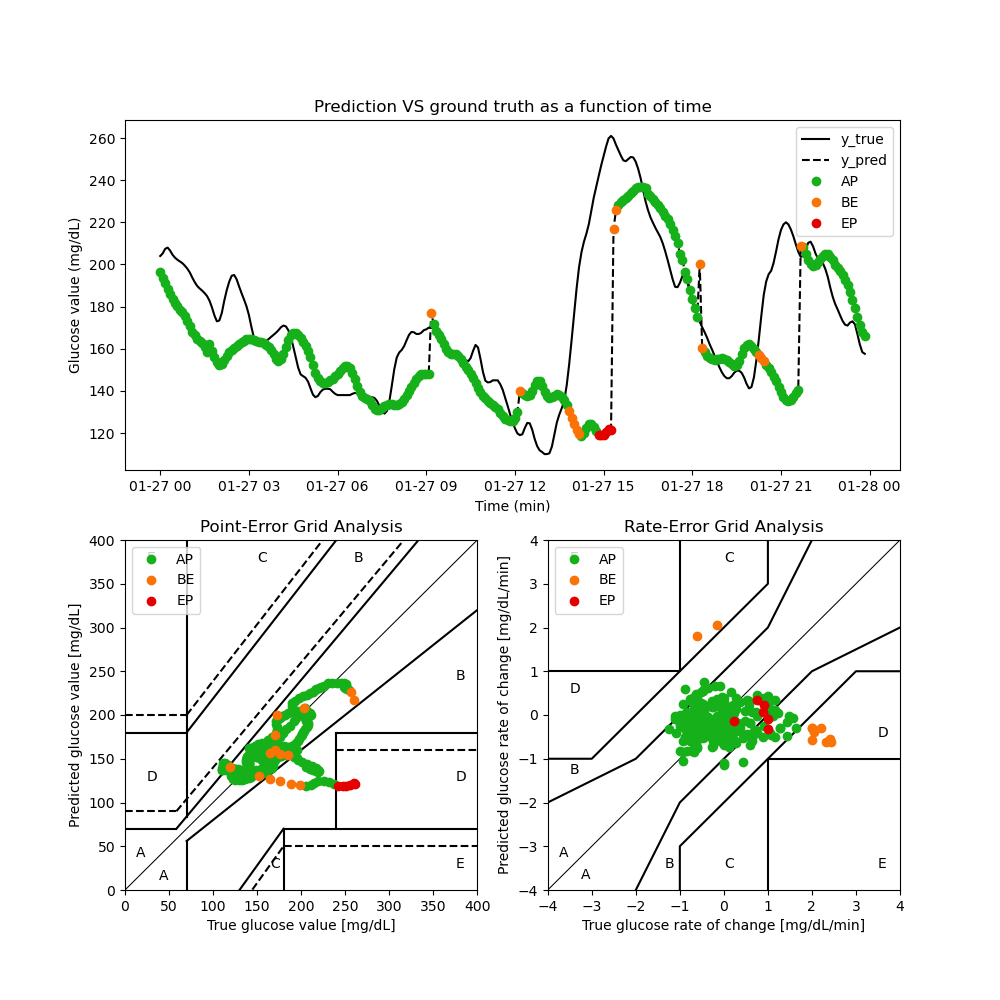 Prediction VS ground truth as a function of time
Glucose value (mg/dL)
260
240
220
200
180
160
140
120
y_true
y_pred
AP
BE
EP
01-27 00 01-27 03 01-27 06 01-27 09 01-27 12 01-27 15 01-27 18 01-27 21 01-28 00
Time (min)
Point-Error Grid Analysis
Predicted glucose value [mg/dL]
400
350
300
250
200
150
100
50
0
AP
BE
EP
C B
B
D D
A
A
C E
0 50 100 150 200 250 300 350 400
True glucose value [mg/dL]
Rate-Error Grid Analysis
Predicted glucose rate of change [mg/dL/min]
4
3
2
1
0
−1
−2
−3
−4
AP
BE
EP
C
D
D
B
A
A
B C E
−4 −3 −2 −1 0 1 2 3 4
True glucose rate of change [mg/dL/min]